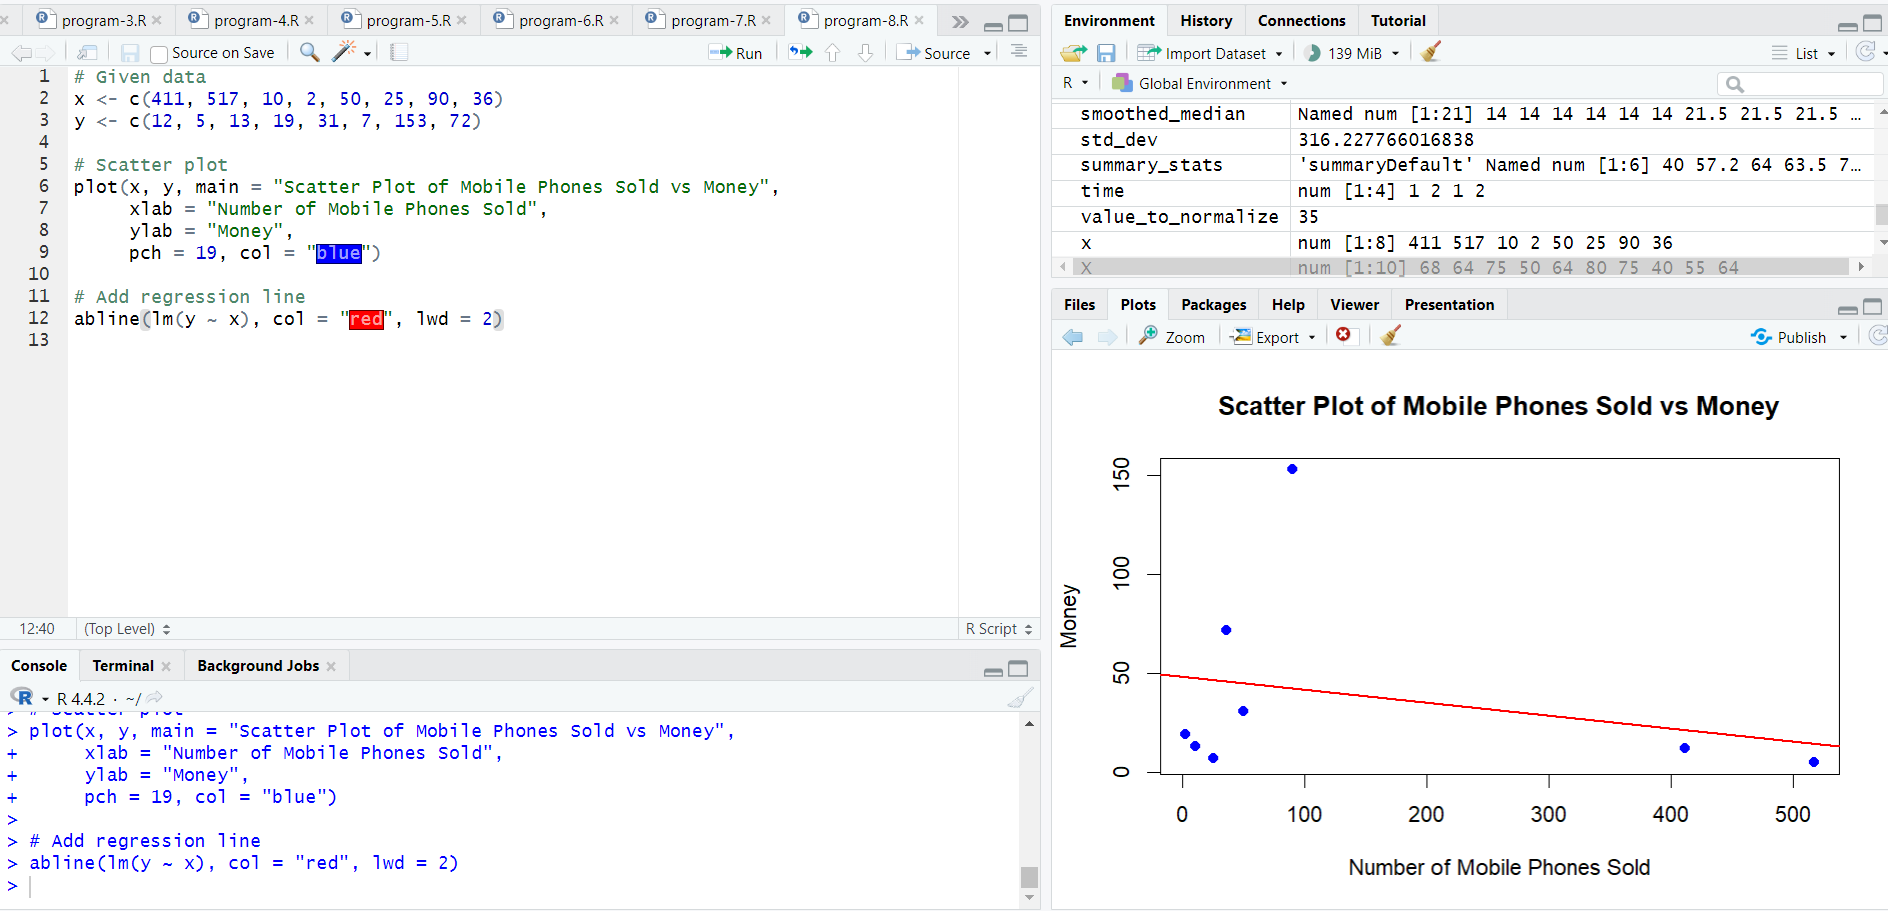 program-3.R program-4.R program-5.R program-6.R program-7.R program-8.R
Source on Save Run Source
1 # Given data
2 x <- c(411, 517, 10, 2, 50, 25, 90, 36)
3 y <- c(12, 5, 13, 19, 31, 7, 153, 72)
4
5 # Scatter plot
6 plot(x, y, main = "Scatter Plot of Mobile Phones Sold vs Money",
7 xlab = "Number of Mobile Phones Sold",
8 ylab = "Money",
9 pch = 19, col = "blue")
10
11 # Add regression line
12 abline(lm(y ~ x), col = "red", lwd = 2)
13
12:40 (Top Level) R Script
Console Terminal Background Jobs
R 4.4.2 · ~/
> # Scatter plot
> plot(x, y, main = "Scatter Plot of Mobile Phones Sold vs Money",
+ xlab = "Number of Mobile Phones Sold",
+ ylab = "Money",
+ pch = 19, col = "blue")
>
> # Add regression line
> abline(lm(y ~ x), col = "red", lwd = 2)
>
Environment History Connections Tutorial
Import Dataset 139 MiB List
R Global Environment
smoothed_median Named num [1:21] 14 14 14 14 14 14 21.5 21.5 21.5 …
std_dev 316.227766016838
summary_stats 'summaryDefault' Named num [1:6] 40 57.2 64 63.5 7…
time num [1:4] 1 2 1 2
value_to_normalize 35
x num [1:8] 411 517 10 2 50 25 90 36
X num [1:10] 68 64 75 50 64 80 75 40 55 64
Files Plots Packages Help Viewer Presentation
Zoom Export Publish
Scatter Plot of Mobile Phones Sold vs Money
150
100
50
0
Money
0 100 200 300 400 500
Number of Mobile Phones Sold